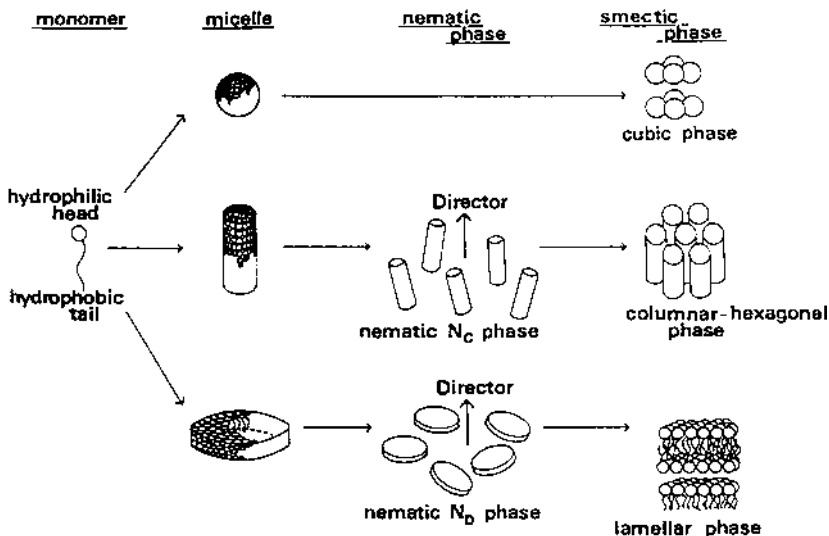 monomer micelle nematic phase smectic phase
cubic phase
hydrophilic head
hydrophobic tail
Director
nematic N_C phase
columnar-hexagonal phase
Director
nematic N_D phase
lamellar phase